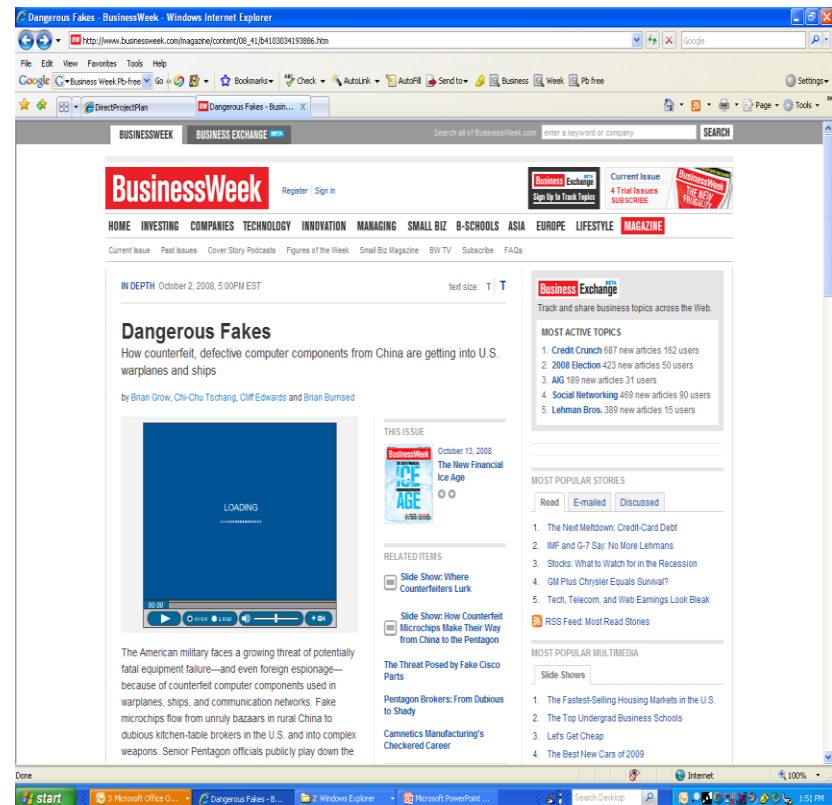 Dangerous Fakes - BusinessWeek - Windows Internet Explorer
http://www.businessweek.com/magazine/content/08_41/b4103034193886.htm
Google
File Edit View Favorites Tools Help
Google Business Week Pb-free Go Bookmarks Check AutoLink AutoFill Send to Business Week Pb free Settings
DirectProjectPlan
Dangerous Fakes - Busin...
Page Tools
BUSINESSWEEK BUSINESS EXCHANGE BETA
Search all of BusinessWeek.com: enter a keyword or company SEARCH
BusinessWeek
Register Sign In
Business Exchange
Sign Up to Track Topics
Current Issue
4 Trial Issues
SUBSCRIBE
BusinessWeek
THE NEW
FRUGALITY
HOME INVESTING COMPANIES TECHNOLOGY INNOVATION MANAGING SMALL BIZ B-SCHOOLS ASIA EUROPE LIFESTYLE MAGAZINE
Current Issue Past Issues Cover Story Podcasts Figures of the Week Small Biz Magazine BW TV Subscribe FAQs
IN DEPTH October 2, 2008, 5:00PM EST
text size: T T
Dangerous Fakes
How counterfeit, defective computer components from China are getting into U.S.
warplanes and ships
by Brian Grow, Chi-Chu Tschang, Cliff Edwards and Brian Burnsed
LOADING
00:00
HIGH LOW
The American military faces a growing threat of potentially
fatal equipment failure—and even foreign espionage—
because of counterfeit computer components used in
warplanes, ships, and communication networks. Fake
microchips flow from unruly bazaars in rural China to
dubious kitchen-table brokers in the U.S. and into complex
weapons. Senior Pentagon officials publicly play down the
THIS ISSUE
BusinessWeek
ICE
AGE
October 13, 2008
The New Financial
Ice Age
RELATED ITEMS
Slide Show: Where
Counterfeiters Lurk
Slide Show: How Counterfeit
Microchips Make Their Way
from China to the Pentagon
The Threat Posed by Fake Cisco
Parts
Pentagon Brokers: From Dubious
to Shady
Camnetics Manufacturing's
Checkered Career
Business Exchange BETA
Track and share business topics across the Web.
MOST ACTIVE TOPICS
1. Credit Crunch 687 new articles 162 users
2. 2008 Election 423 new articles 50 users
3. AIG 189 new articles 31 users
4. Social Networking 469 new articles 90 users
5. Lehman Bros. 389 new articles 15 users
MOST POPULAR STORIES
Read E-mailed Discussed
1. The Next Meltdown: Credit-Card Debt
2. IMF and G-7 Say: No More Lehmans
3. Stocks: What to Watch for in the Recession
4. GM Plus Chrysler Equals Survival?
5. Tech, Telecom, and Web Earnings Look Bleak
RSS Feed: Most Read Stories
MOST POPULAR MULTIMEDIA
Slide Shows
1. The Fastest-Selling Housing Markets in the U.S.
2. The Top Undergrad Business Schools
3. Let's Get Cheap
4. The Best New Cars of 2009
Done
Internet
100%
start
3 Microsoft Office O...
Dangerous Fakes - B...
2 Windows Explorer
Microsoft PowerPoint ...
Search Desktop
1:51 PM